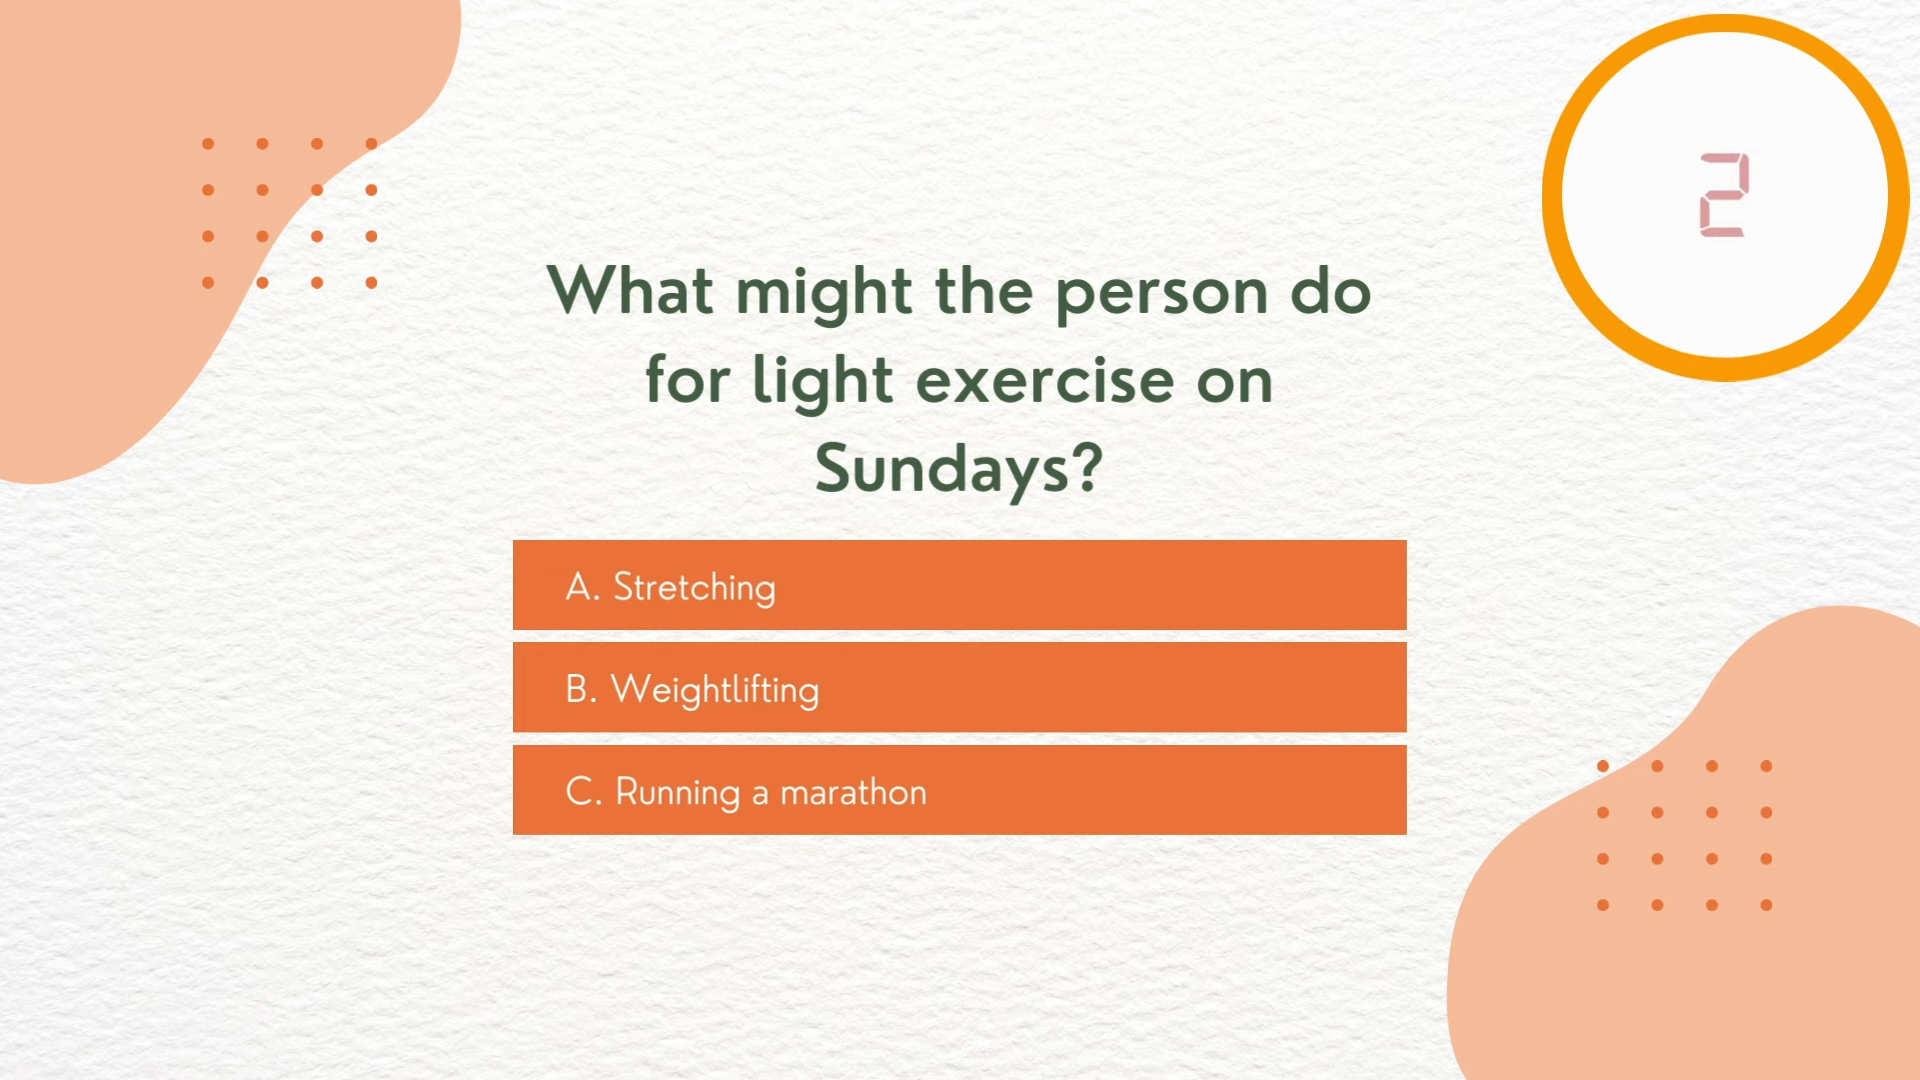 2
What might the person do
for light exercise on
Sundays?
A. Stretching
B. Weightlifting
C. Running a marathon